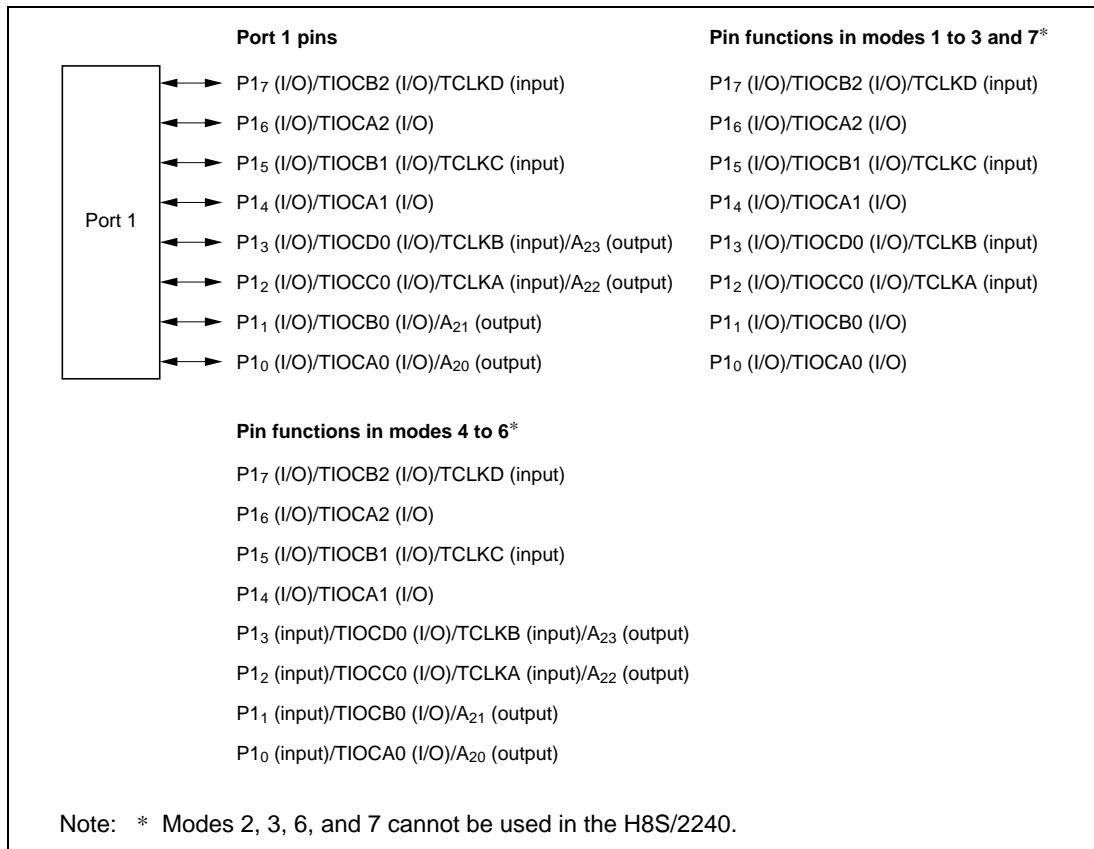 Port 1 pins
Pin functions in modes 1 to 3 and 7*
Port 1
P1₇ (I/O)/TIOCB2 (I/O)/TCLKD (input)
P1₆ (I/O)/TIOCA2 (I/O)
P1₅ (I/O)/TIOCB1 (I/O)/TCLKC (input)
P1₄ (I/O)/TIOCA1 (I/O)
P1₃ (I/O)/TIOCD0 (I/O)/TCLKB (input)/A₂₃ (output)
P1₂ (I/O)/TIOCC0 (I/O)/TCLKA (input)/A₂₂ (output)
P1₁ (I/O)/TIOCB0 (I/O)/A₂₁ (output)
P1₀ (I/O)/TIOCA0 (I/O)/A₂₀ (output)
P1₇ (I/O)/TIOCB2 (I/O)/TCLKD (input)
P1₆ (I/O)/TIOCA2 (I/O)
P1₅ (I/O)/TIOCB1 (I/O)/TCLKC (input)
P1₄ (I/O)/TIOCA1 (I/O)
P1₃ (I/O)/TIOCD0 (I/O)/TCLKB (input)
P1₂ (I/O)/TIOCC0 (I/O)/TCLKA (input)
P1₁ (I/O)/TIOCB0 (I/O)
P1₀ (I/O)/TIOCA0 (I/O)
Pin functions in modes 4 to 6*
P1₇ (I/O)/TIOCB2 (I/O)/TCLKD (input)
P1₆ (I/O)/TIOCA2 (I/O)
P1₅ (I/O)/TIOCB1 (I/O)/TCLKC (input)
P1₄ (I/O)/TIOCA1 (I/O)
P1₃ (input)/TIOCD0 (I/O)/TCLKB (input)/A₂₃ (output)
P1₂ (input)/TIOCC0 (I/O)/TCLKA (input)/A₂₂ (output)
P1₁ (input)/TIOCB0 (I/O)/A₂₁ (output)
P1₀ (input)/TIOCA0 (I/O)/A₂₀ (output)
Note: * Modes 2, 3, 6, and 7 cannot be used in the H8S/2240.